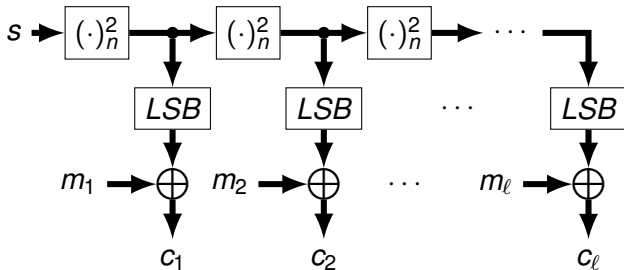 s (·)²ₙ (·)²ₙ (·)²ₙ ···
LSB LSB ··· LSB
m₁ m₂ ··· mℓ
c₁ c₂ cℓ